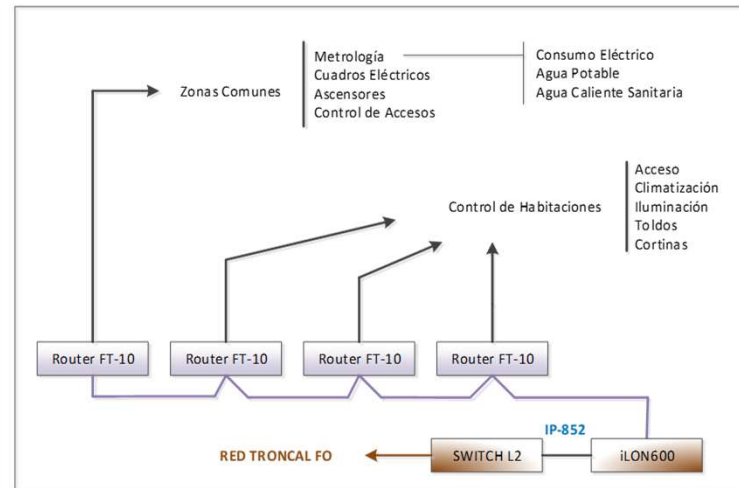 Metrología
Cuadros Eléctricos
Ascensores
Control de Accesos
Zonas Comunes
Consumo Eléctrico
Agua Potable
Agua Caliente Sanitaria
Control de Habitaciones
Acceso
Climatización
Iluminación
Toldos
Cortinas
Router FT-10
Router FT-10
Router FT-10
Router FT-10
IP-852
RED TRONCAL FO
SWITCH L2
iLON600